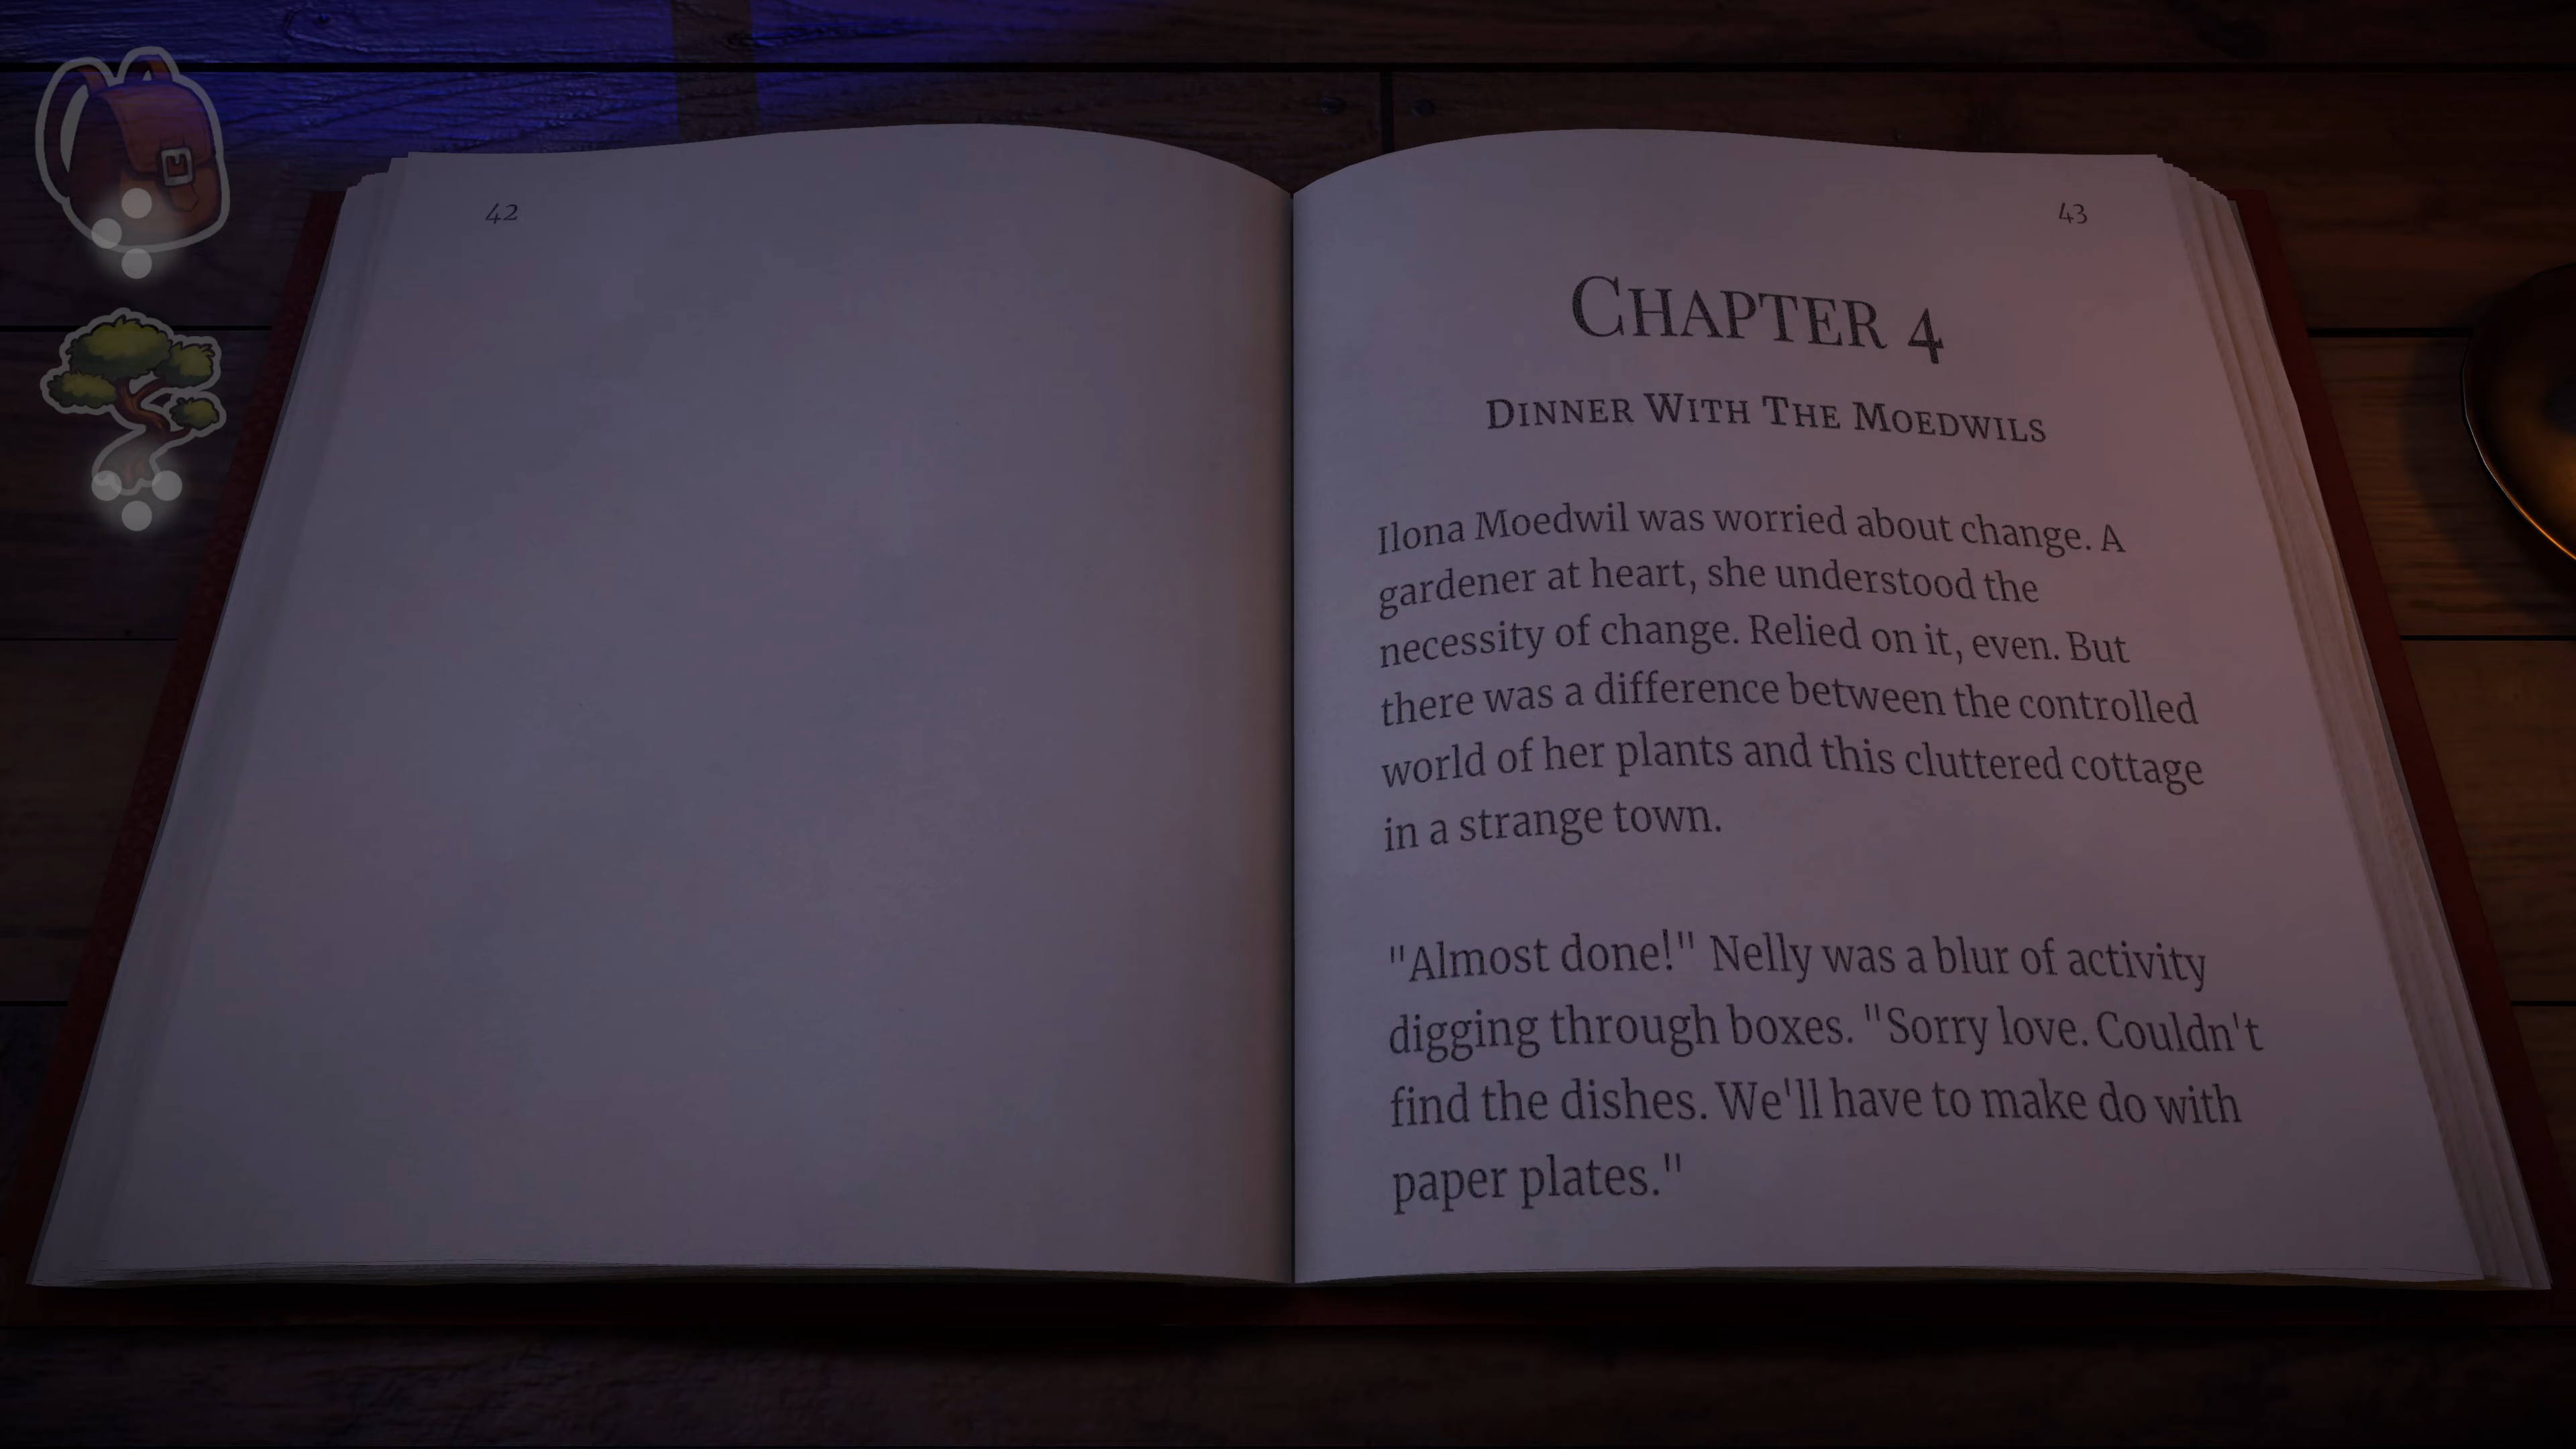 42
43
Chapter 4
Dinner With The Moedwils
Ilona Moedwil was worried about change. A
gardener at heart, she understood the
necessity of change. Relied on it, even. But
there was a difference between the controlled
world of her plants and this cluttered cottage
in a strange town.
"Almost done!" Nelly was a blur of activity
digging through boxes. "Sorry love. Couldn't
find the dishes. We'll have to make do with
paper plates."